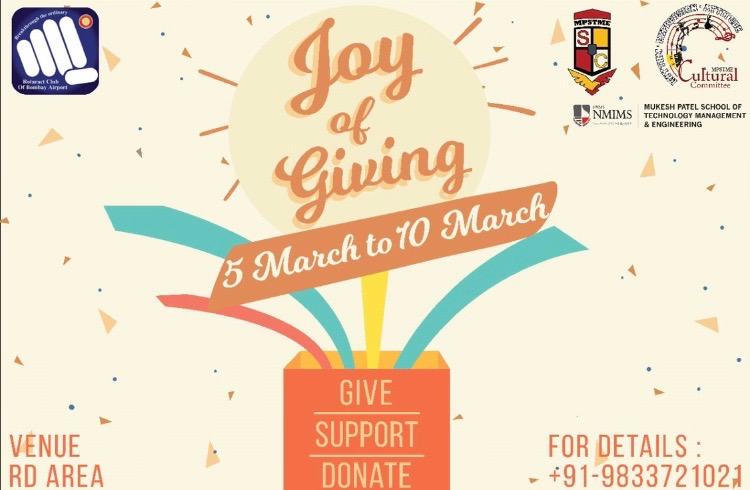 Breakthrough the ordinary
Rotaract Club
Of Bombay Airport
Joy
of
Giving
5 March to 10 March
MPSTME
SC
MPSTME
Cultural
Committee
NMIMS
MUKESH PATEL SCHOOL OF
TECHNOLOGY MANAGEMENT
& ENGINEERING
GIVE
SUPPORT
DONATE
VENUE
RD AREA
FOR DETAILS :
+91-9833721021